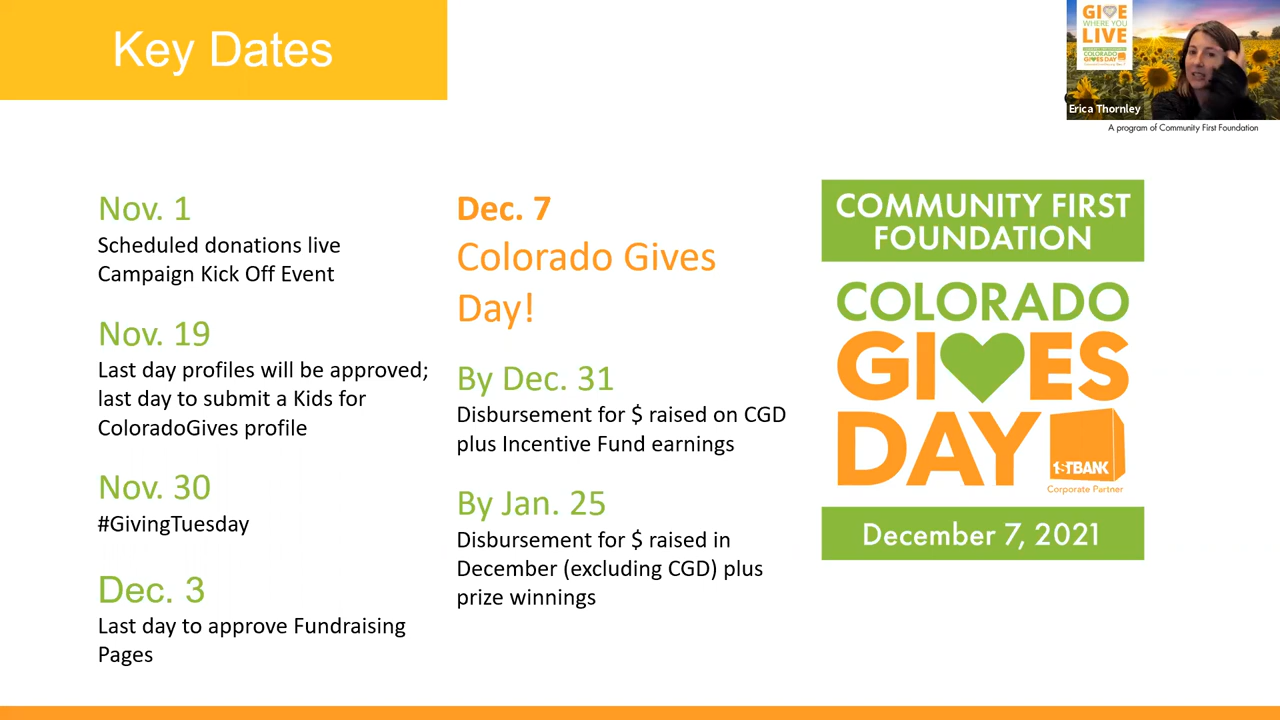 Key Dates
GIVE
WHERE YOU
LIVE
COLORADO
GIVES DAY
Erica Thornley
A program of Community First Foundation
Nov. 1
Scheduled donations live
Campaign Kick Off Event
Nov. 19
Last day profiles will be approved;
last day to submit a Kids for
ColoradoGives profile
Nov. 30
#GivingTuesday
Dec. 3
Last day to approve Fundraising
Pages
Dec. 7
Colorado Gives
Day!
By Dec. 31
Disbursement for $ raised on CGD
plus Incentive Fund earnings
By Jan. 25
Disbursement for $ raised in
December (excluding CGD) plus
prize winnings
COMMUNITY FIRST
FOUNDATION
COLORADO
GIVES
DAY
1STBANK
Corporate Partner
December 7, 2021